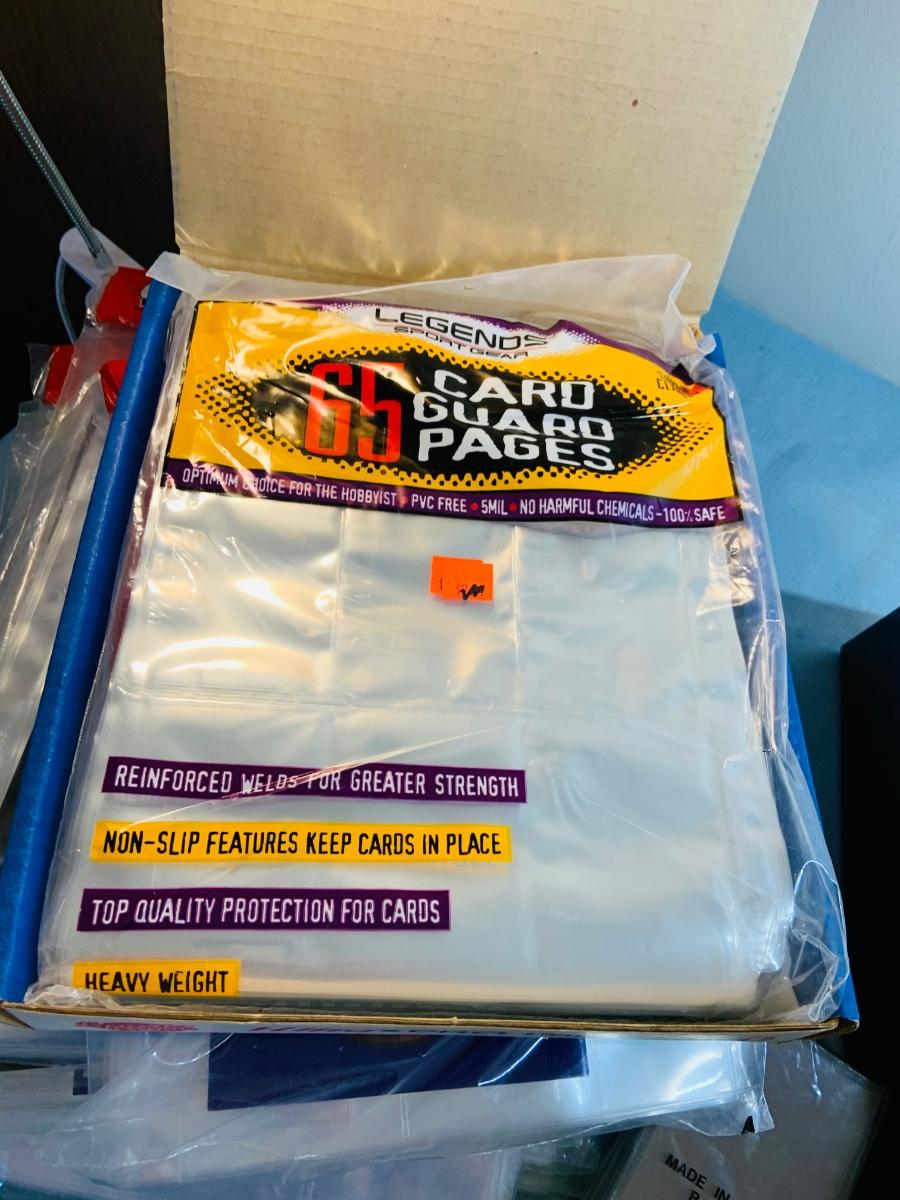 LEGENDS
SPORT GEAR
65 CARD
GUARD
PAGES
OPTIMUM CHOICE FOR THE HOBBYIST * PVC FREE * 5MIL * NO HARMFUL CHEMICALS-100% SAFE
REINFORCED WELDS FOR GREATER STRENGTH
NON-SLIP FEATURES KEEP CARDS IN PLACE
TOP QUALITY PROTECTION FOR CARDS
HEAVY WEIGHT
A
MADE IN